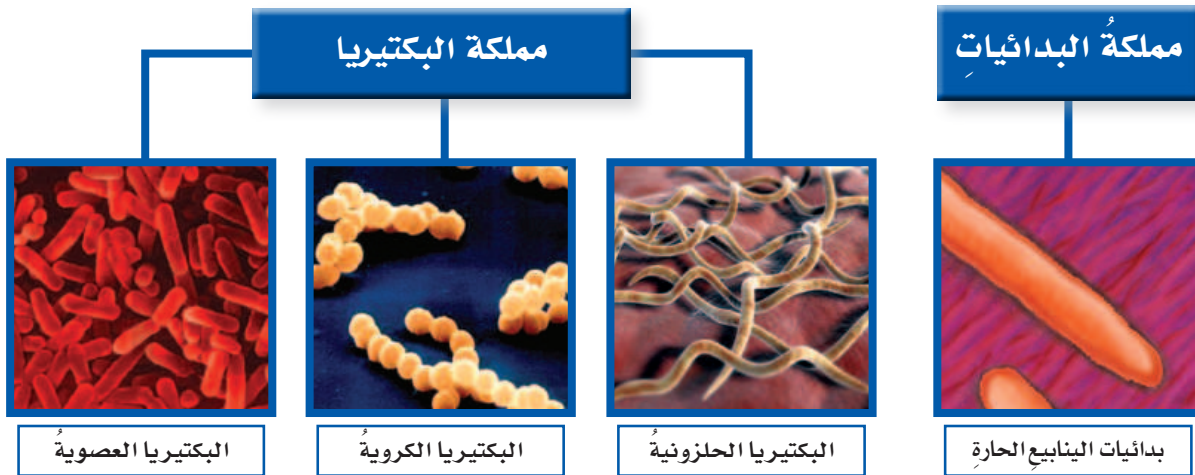 مملكةُ البدائياتِ
مملكة البكتيريا
بدائيات الينابيعِ الحارةِ
البكتيريا الحلزونيةُ
البكتيريا الكرويةُ
البكتيريا العصويةُ